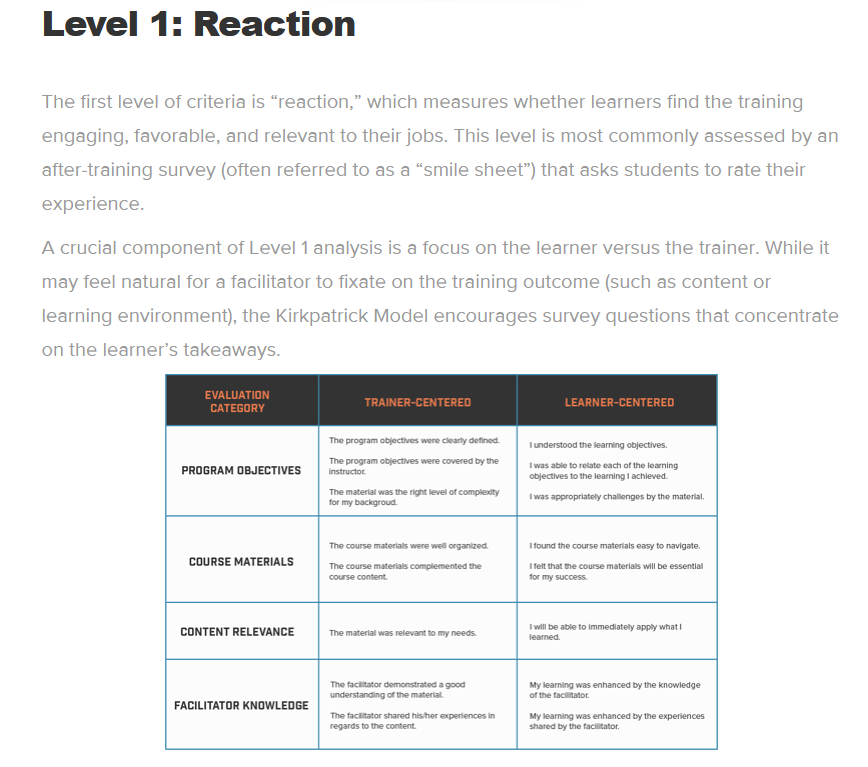 Level 1: Reaction
The first level of criteria is “reaction,” which measures whether learners find the training
engaging, favorable, and relevant to their jobs. This level is most commonly assessed by an
after-training survey (often referred to as a “smile sheet”) that asks students to rate their
experience.
A crucial component of Level 1 analysis is a focus on the learner versus the trainer. While it
may feel natural for a facilitator to fixate on the training outcome (such as content or
learning environment), the Kirkpatrick Model encourages survey questions that concentrate
on the learner’s takeaways.
EVALUATION
CATEGORY
TRAINER-CENTERED
LEARNER-CENTERED
PROGRAM OBJECTIVES
The program objectives were clearly defined.
The program objectives were covered by the
instructor.
The material was the right level of complexity
for my backgroud.
I understood the learning objectives.
I was able to relate each of the learning
objectives to the learning I achieved.
I was appropriately challenges by the material.
COURSE MATERIALS
The course materials were well organized.
The course materials complemented the
course content.
I found the course materials easy to navigate.
I felt that the course materials will be essential
for my success.
CONTENT RELEVANCE
The material was relevant to my needs.
I will be able to immediately apply what I
learned.
FACILITATOR KNOWLEDGE
The facilitator demonstrated a good
understanding of the material.
The facilitator shared his/her experiences in
regards to the content.
My learning was enhanced by the knowledge
of the facilitator.
My learning was enhanced by the experiences
shared by the facilitator.